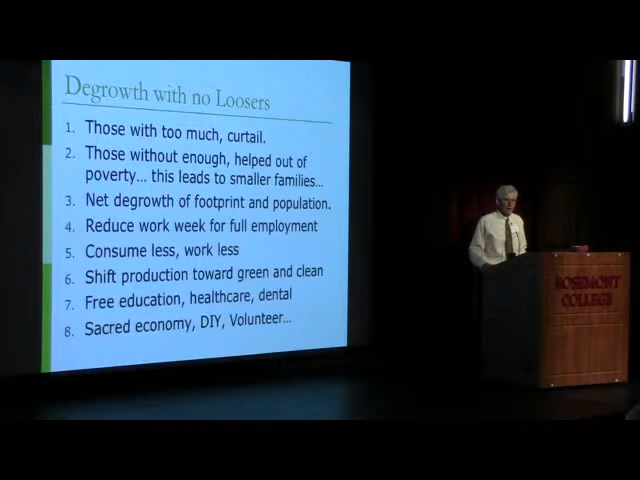 Degrowth with no Loosers
1. Those with too much, curtail.
2. Those without enough, helped out of
poverty... this leads to smaller families...
3. Net degrowth of footprint and population.
4. Reduce work week for full employment
5. Consume less, work less
6. Shift production toward green and clean
7. Free education, healthcare, dental
8. Sacred economy, DIY, Volunteer...
ROSEMONT
COLLEGE